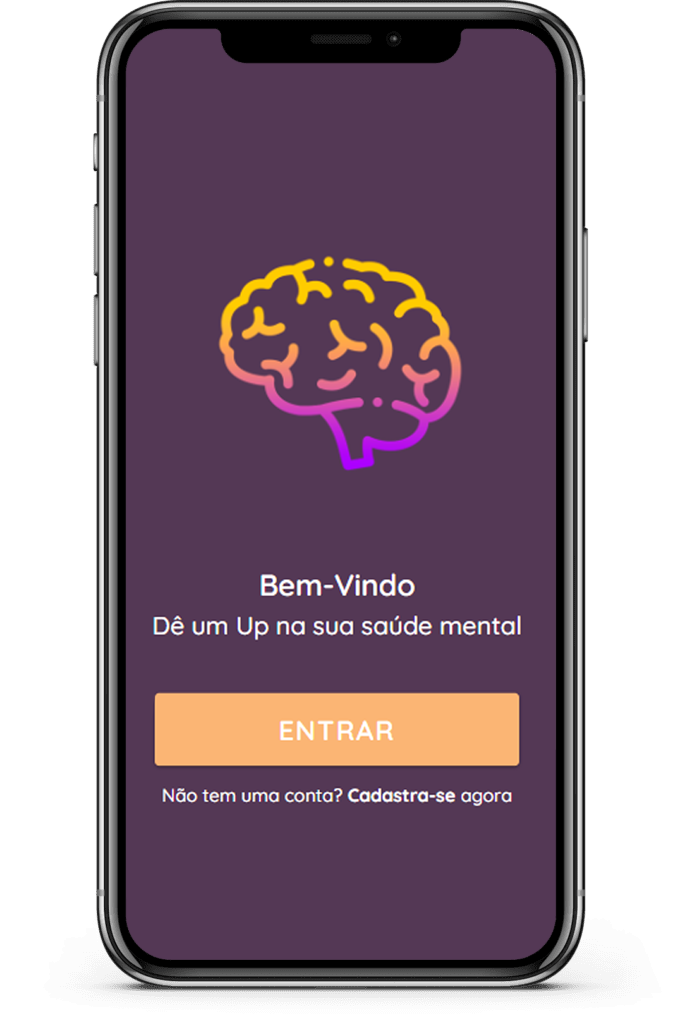 Bem-Vindo
Dê um Up na sua saúde mental
ENTRAR
Não tem uma conta? Cadastra-se agora